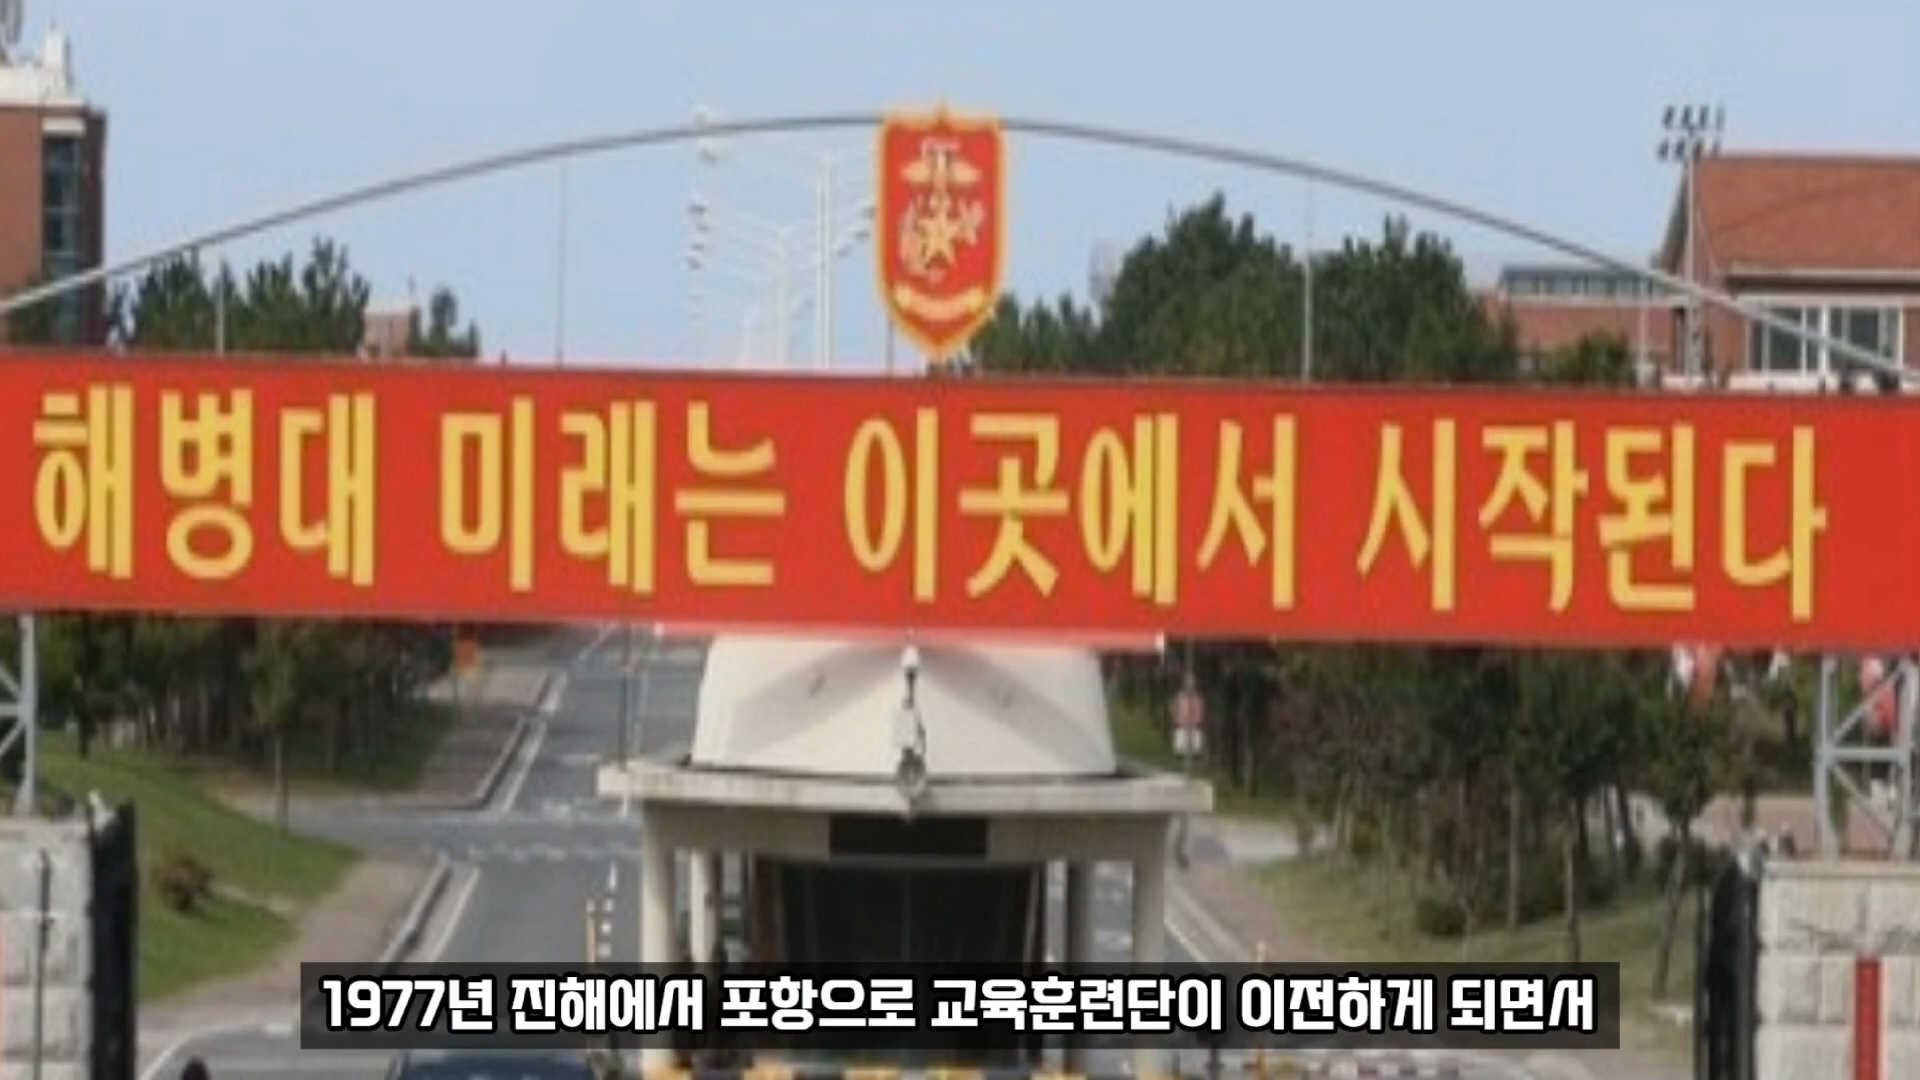 해병대 미래는 이곳에서 시작된다
1977년 진해에서 포항으로 교육훈련단이 이전하게 되면서